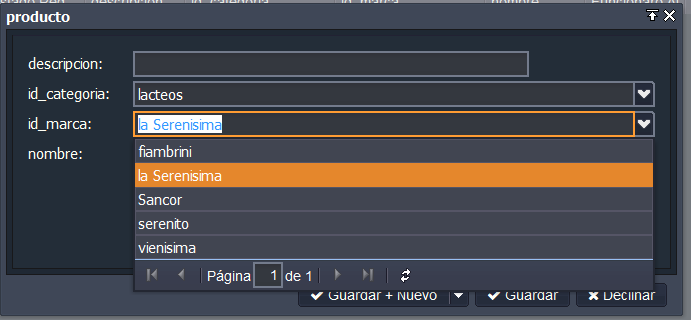 producto
descripcion:
id_categoria: lacteos
id_marca: la Serenisima
nombre:
fiambrini
la Serenisima
Sancor
serenito
vienisima
Página 1 de 1
Guardar + Nuevo Guardar Declinar